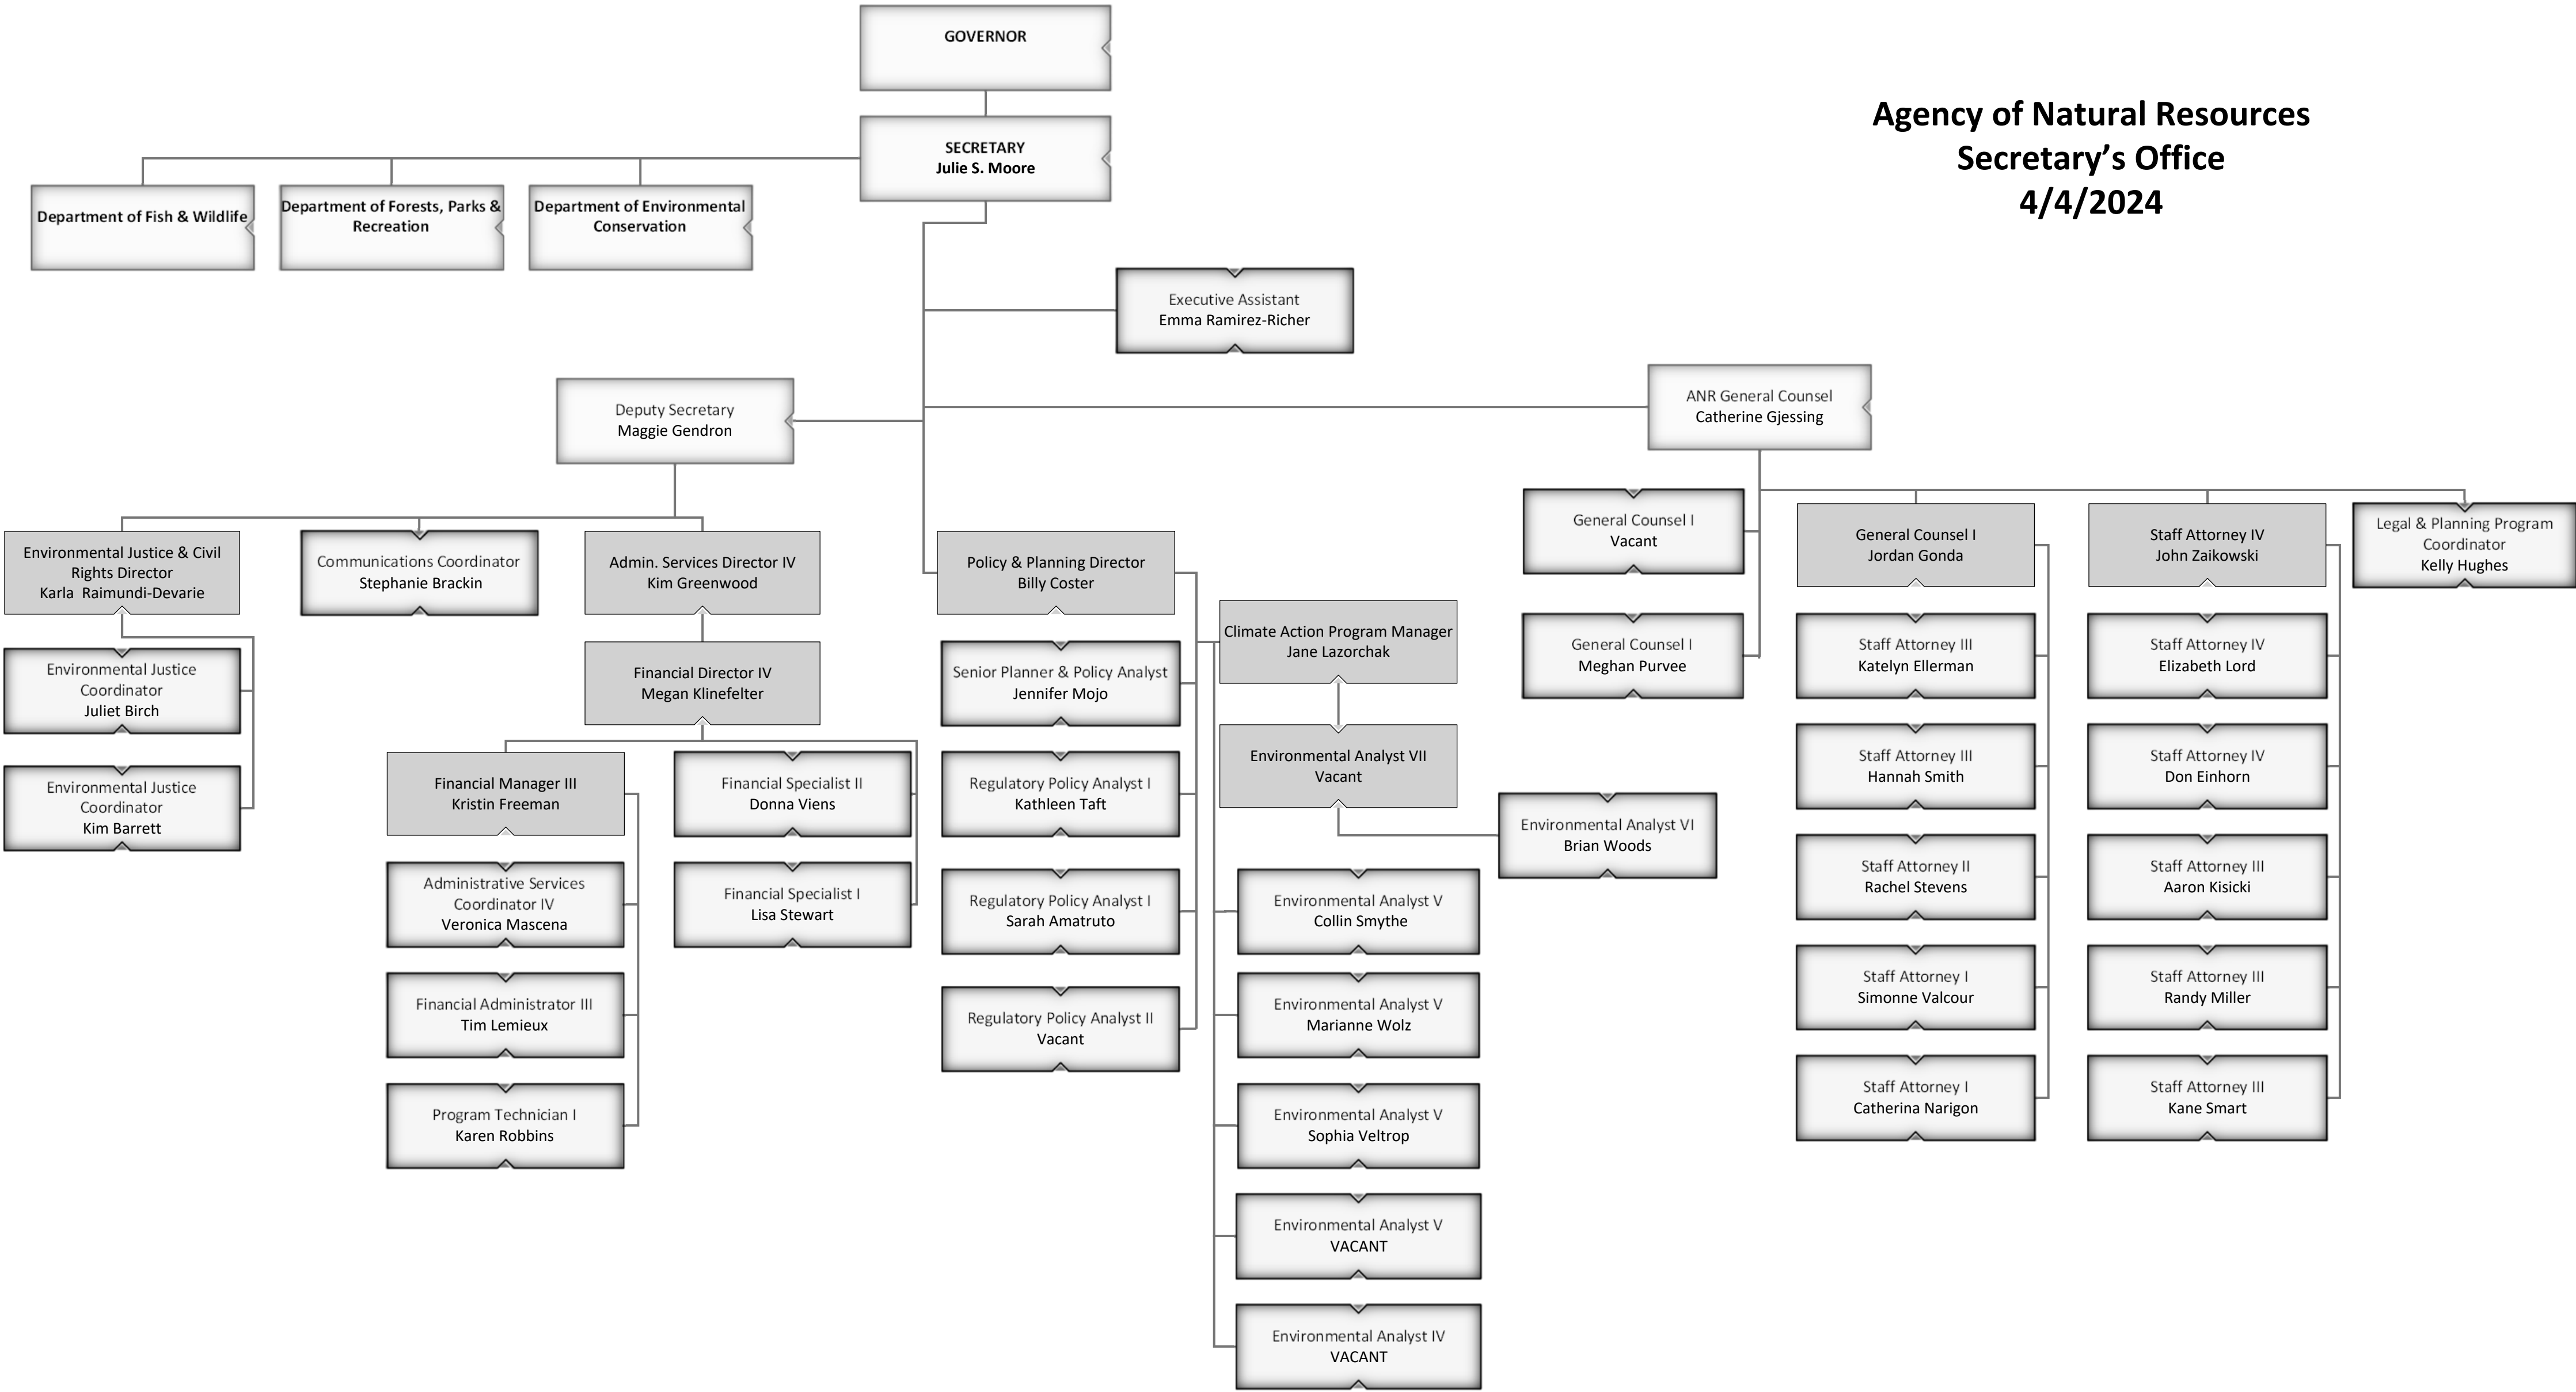 GOVERNOR
Agency of Natural Resources
Secretary's Office
4/4/2024
SECRETARY
Julie S. Moore
Department of Fish & Wildlife
Department of Forests, Parks &
Recreation
Department of Environmental
Conservation
Executive Assistant
Emma Ramirez-Richer
Deputy Secretary
Maggie Gendron
ANR General Counsel
Catherine Gjessing
Environmental Justice & Civil
Rights Director
Karla  Raimundi-Devarie
Environmental Justice
Coordinator
Juliet Birch
Environmental Justice
Coordinator
Kim Barrett
Communications Coordinator
Stephanie Brackin
Admin. Services Director IV
Kim Greenwood
Financial Director IV
Megan Klinefelter
Financial Manager III
Kristin Freeman
Administrative Services
Coordinator IV
Veronica Mascena
Financial Administrator III
Tim Lemieux
Program Technician I
Karen Robbins
Financial Specialist II
Donna Viens
Financial Specialist I
Lisa Stewart
Policy & Planning Director
Billy Coster
Senior Planner & Policy Analyst
Jennifer Mojo
Regulatory Policy Analyst I
Kathleen Taft
Regulatory Policy Analyst I
Sarah Amatruto
Regulatory Policy Analyst II
Vacant
Climate Action Program Manager
Jane Lazorchak
Environmental Analyst VII
Vacant
Environmental Analyst VI
Brian Woods
Environmental Analyst V
Collin Smythe
Environmental Analyst V
Marianne Wolz
Environmental Analyst V
Sophia Veltrop
Environmental Analyst V
VACANT
Environmental Analyst IV
VACANT
General Counsel I
Vacant
General Counsel I
Meghan Purvee
General Counsel I
Jordan Gonda
Staff Attorney III
Katelyn Ellerman
Staff Attorney III
Hannah Smith
Staff Attorney II
Rachel Stevens
Staff Attorney I
Simonne Valcour
Staff Attorney I
Catherina Narigon
Staff Attorney IV
John Zaikowski
Staff Attorney IV
Elizabeth Lord
Staff Attorney IV
Don Einhorn
Staff Attorney III
Aaron Kisicki
Staff Attorney III
Randy Miller
Staff Attorney III
Kane Smart
Legal & Planning Program
Coordinator
Kelly Hughes